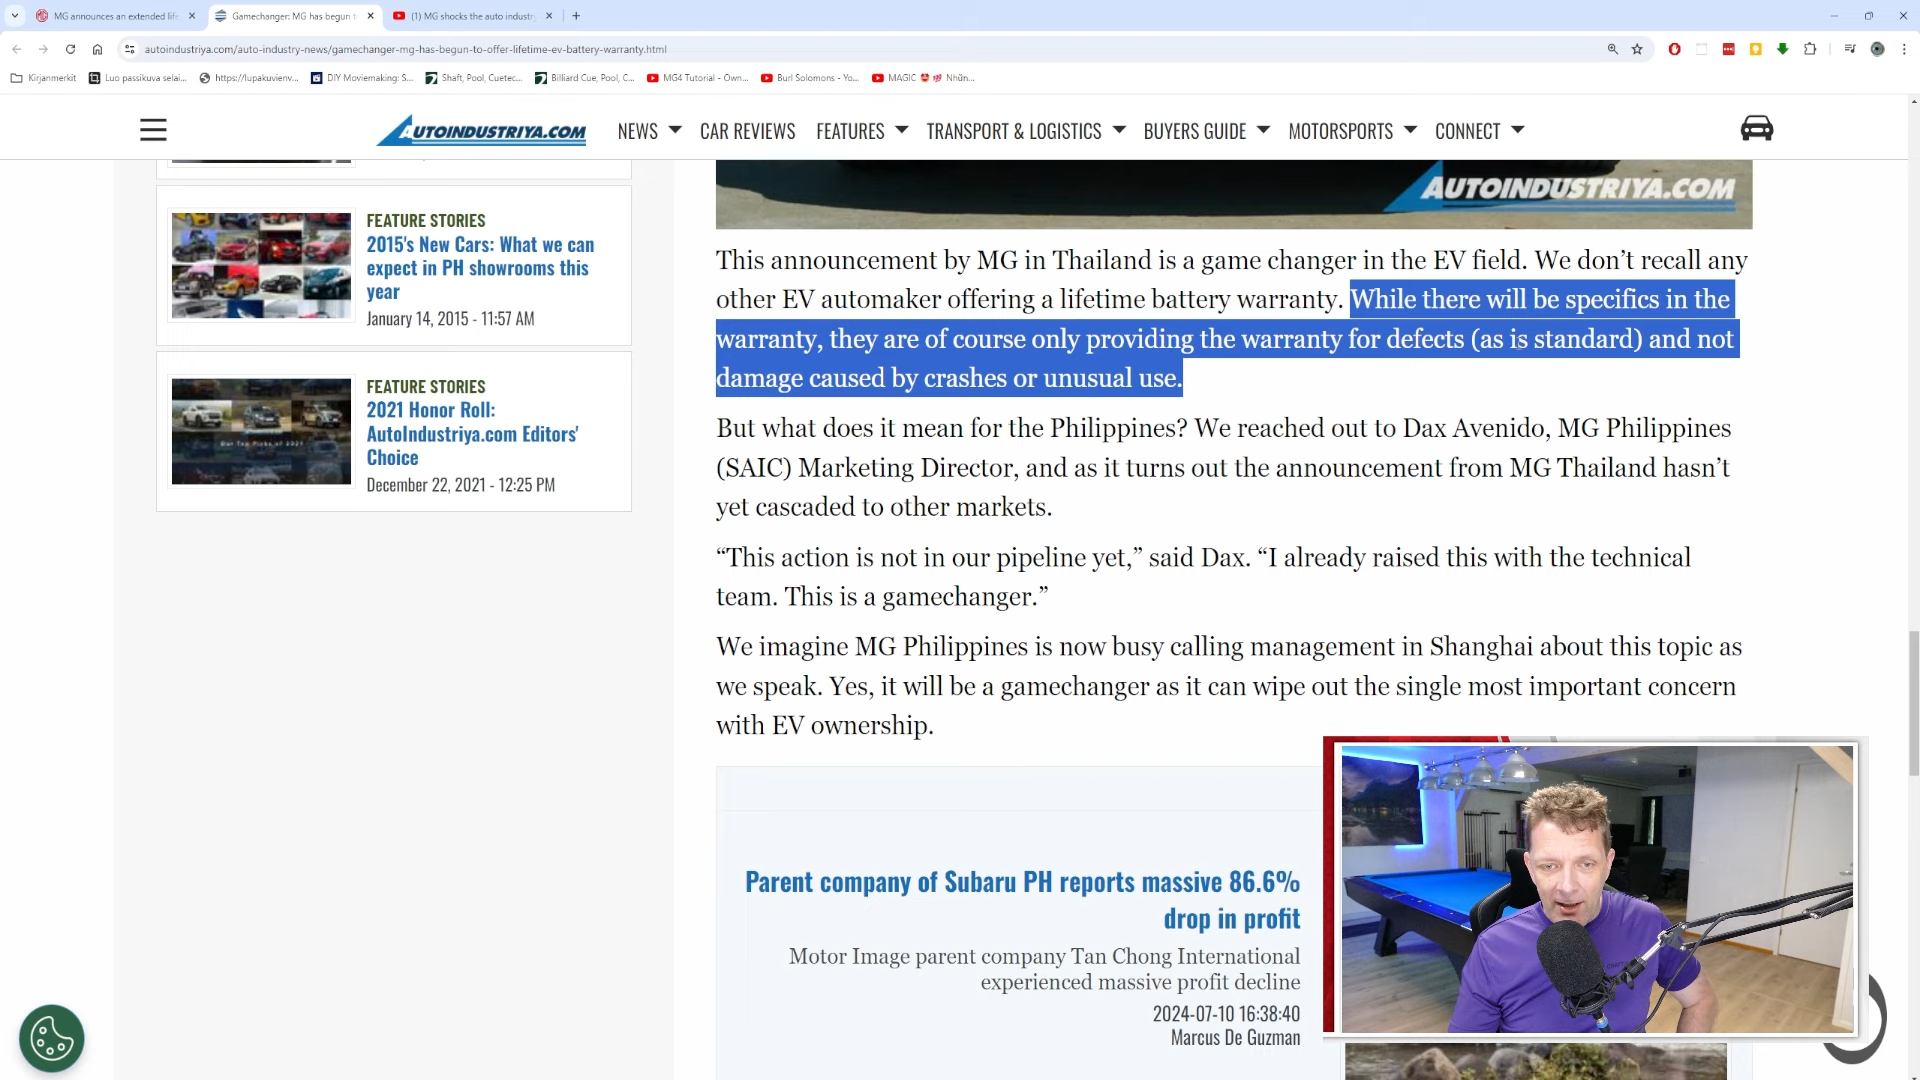 MG announces an extended life
Gamechanger: MG has begun t
(1) MG shocks the auto industry
autoindustriya.com/auto-industry-news/gamechanger-mg-has-begun-to-offer-lifetime-ev-battery-warranty.html
Kirjanmerkit
Luo passikuva selai...
https://lupakuvienv...
DIY Moviemaking: S...
Shaft, Pool, Cuetec...
Billiard Cue, Pool, C...
MG4 Tutorial - Own...
Burl Solomons - Yo...
MAGIC 🤩 💕 Nhữn...
AUTOINDUSTRIYA.COM
NEWS
CAR REVIEWS
FEATURES
TRANSPORT & LOGISTICS
BUYERS GUIDE
MOTORSPORTS
CONNECT
FEATURE STORIES
2015's New Cars: What we can
expect in PH showrooms this
year
January 14, 2015 - 11:57 AM
FEATURE STORIES
2021 Honor Roll:
AutoIndustriya.com Editors'
Choice
December 22, 2021 - 12:25 PM
Our Top Picks of 2021
AUTOINDUSTRIYA.COM
This announcement by MG in Thailand is a game changer in the EV field. We don’t recall any
other EV automaker offering a lifetime battery warranty. While there will be specifics in the
warranty, they are of course only providing the warranty for defects (as is standard) and not
damage caused by crashes or unusual use.
But what does it mean for the Philippines? We reached out to Dax Avenido, MG Philippines
(SAIC) Marketing Director, and as it turns out the announcement from MG Thailand hasn’t
yet cascaded to other markets.
“This action is not in our pipeline yet,” said Dax. “I already raised this with the technical
team. This is a gamechanger.”
We imagine MG Philippines is now busy calling management in Shanghai about this topic as
we speak. Yes, it will be a gamechanger as it can wipe out the single most important concern
with EV ownership.
Parent company of Subaru PH reports massive 86.6%
drop in profit
Motor Image parent company Tan Chong International
experienced massive profit decline
2024-07-10 16:38:40
Marcus De Guzman